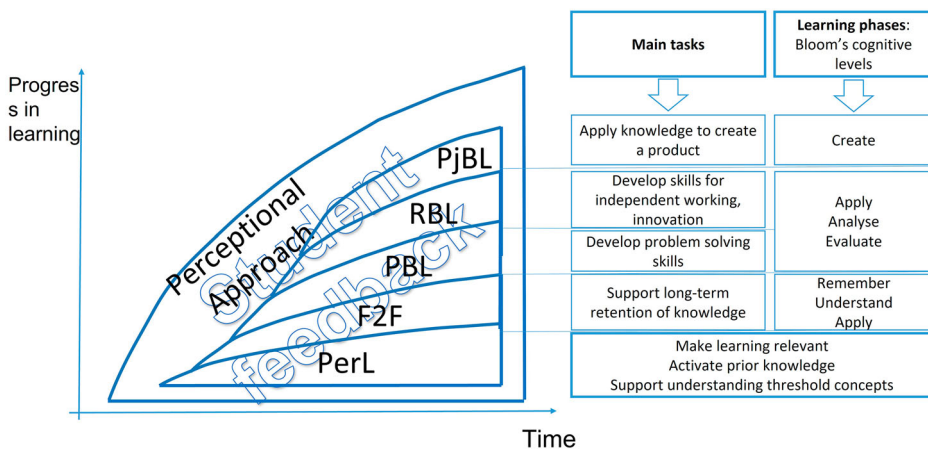 Progres
s in
learning
Perceptional
Approach
Student
feedback
PjBL
RBL
PBL
F2F
PerL
Time
Main tasks
Learning phases:
Bloom's cognitive
levels
Apply knowledge to create
a product
Create
Develop skills for
independent working,
innovation
Develop problem solving
skills
Apply
Analyse
Evaluate
Support long-term
retention of knowledge
Remember
Understand
Apply
Make learning relevant
Activate prior knowledge
Support understanding threshold concepts